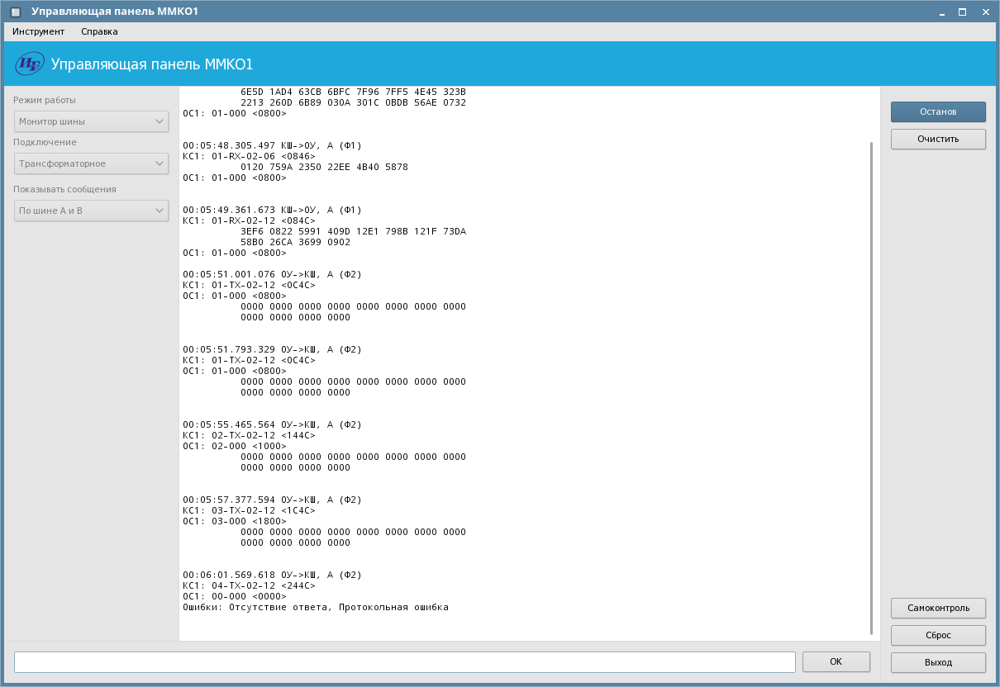 Управляющая панель ММКО1
Инструмент Справка
ИБ Управляющая панель ММКО1
Режим работы
Монитор шины
Подключение
Трансформаторное
Показывать сообщения
По шине А и В
6E5D 1AD4 63CB 6BFC 7F96 7FF5 4E45 323B
2213 260D 6B89 030A 301C 0BDB 56AE 0732
ОС1: 01-000 <0800>
00:05:48.305.497 КШ->ОУ, А (Ф1)
КС1: 01-RX-02-06 <0846>
0120 759A 2350 22EE 4B40 5878
ОС1: 01-000 <0800>
00:05:49.361.673 КШ->ОУ, А (Ф1)
КС1: 01-RX-02-12 <084C>
3EF6 0822 5991 409D 12E1 798B 121F 73DA
58B0 26CA 3699 0902
ОС1: 01-000 <0800>
00:05:51.001.076 ОУ->КШ, А (Ф2)
КС1: 01-TX-02-12 <0C4C>
ОС1: 01-000 <0800>
0000 0000 0000 0000 0000 0000 0000 0000
0000 0000 0000 0000
00:05:51.793.329 ОУ->КШ, А (Ф2)
КС1: 01-TX-02-12 <0C4C>
ОС1: 01-000 <0800>
0000 0000 0000 0000 0000 0000 0000 0000
0000 0000 0000 0000
00:05:55.465.564 ОУ->КШ, А (Ф2)
КС1: 02-TX-02-12 <144C>
ОС1: 02-000 <1000>
0000 0000 0000 0000 0000 0000 0000 0000
0000 0000 0000 0000
00:05:57.377.594 ОУ->КШ, А (Ф2)
КС1: 03-TX-02-12 <1C4C>
ОС1: 03-000 <1800>
0000 0000 0000 0000 0000 0000 0000 0000
0000 0000 0000 0000
00:06:01.569.618 ОУ->КШ, А (Ф2)
КС1: 04-TX-02-12 <244C>
ОС1: 00-000 <0000>
Ошибки: Отсутствие ответа, Протокольная ошибка
Останов
Очистить
Самоконтроль
Сброс
Выход
ОК